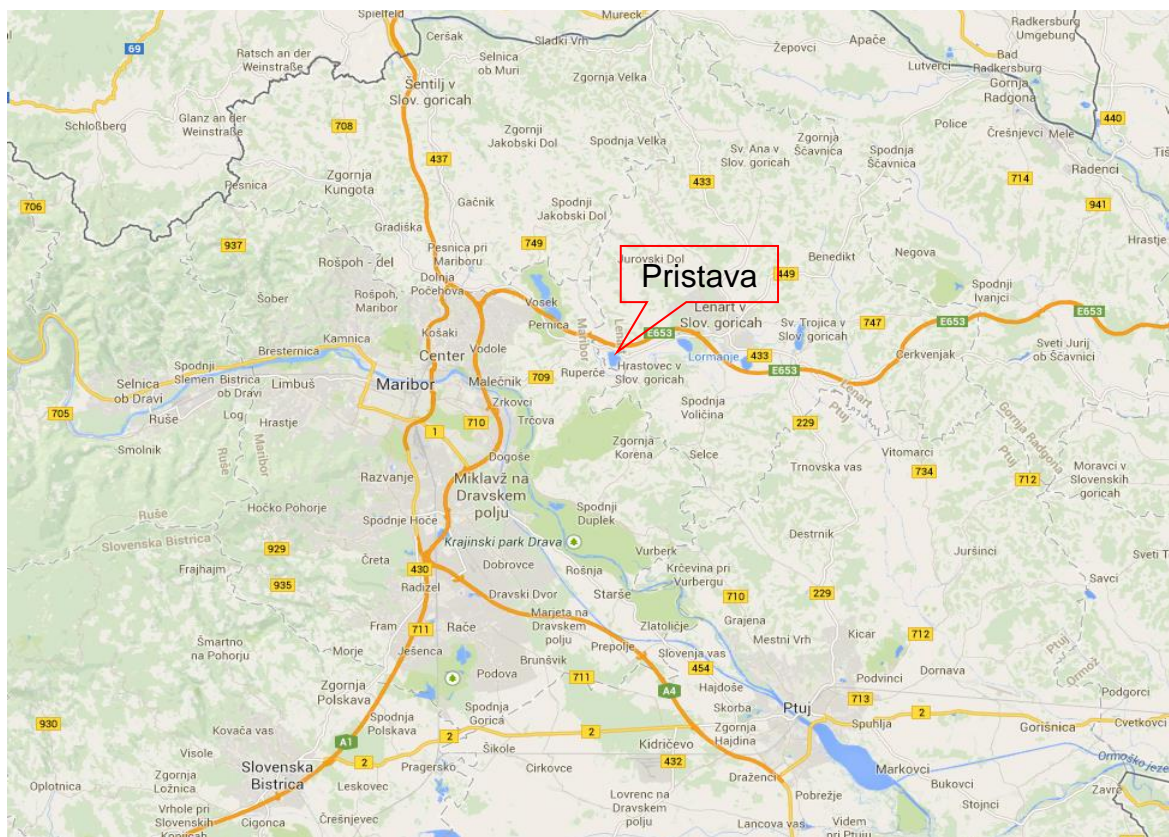 Spielfeld
Mureck
Radkersburg
Umgebung
69
Ceršak
Sladki Vrh
Žepovci
Apače
Ratsch an der
Weinstraße
Selnica
ob Muri
Lutverci
Bad
Radkersburg
Zgornja Velka
Gornja
Radgona
Šentilj v
Slov. goricah
Schloßberg
Glanz an der
Weinstraße
708
Zgornji
Jakobski Dol
Spodnja Velka
Zgornja
Ščavnica
Police
440
Črešnjevci
Mele
437
Sv. Ana v
Slov. goricah
Spodnja
Ščavnica
Radenci
Pesnica
Zgornja
Kungota
433
714
706
Gačnik
Spodnji
Jakobski Dol
941
Gradiška
937
749
Hrastje
Rošpoh - del
Pesnica pri
Mariboru
Jurovski Dol
Benedikt
Negova
Pristava
449
Dolnja
Počehova
Spodnji
Ivanjci
Šober
Rošpoh,
Maribor
Vosek
Lenart v
Slov. goricah
E653
Kamnica
Košaki
Pernica
Maribor
Lenart
E653
Sv. Trojica v
Slov. goricah
747
Bresternica
Center
Vodole
Lormanje
433
Cerkvenjak
Sveti Jurij
ob Ščavnici
Spodnji
Slemen
Bistrica
ob Dravi
Selnica
ob Dravi
Limbuš
Maribor
Malečnik
709
Ruperče
Hrastovec v
Slov. goricah
E653
Lenart
Ptuj
705
Ruše
Log
Hrastje
Zrkovci
Trčova
Spodnja
Voličina
229
Gornja Radgona
Ptuj
Smolnik
Maribor
Ruše
1
710
Zgornja
Korena
Selce
Vitomarci
Dogoše
Razvanje
Trnovska vas
734
Moravci v
Slovenskih
goricah
Miklavž na
Dravskem
polju
712
Hočko Pohorje
Ruše
Slovenska Bistrica
Spodnje Hoče
Spodnji
Duplek
Destrnik
929
Krajinski park Drava
Vurberk
Juršinci
Čreta
Frajhajm
430
Dobrovce
Rošnja
Krčevina pri
Vurbergu
Savci
935
Radizel
Dravski Dvor
Starše
710
229
Fram
711
Marjeta na
Dravskem
polju
Grajena
Šmartno
na Pohorju
Rače
Zlatoličje
Mestni Vrh
Kicar
712
Morje
Ješenca
Prepolje
Slovenja vas
Ptuj
Ormož
Brunšvik
454
Podvinci
Dornava
Zgornja
Polskava
Podova
711
A4
Hajdoše
713
Podgorci
930
Spodnja
Polskava
Spodnja
Gorica
Skorba
Ptuj
Spuhlja
2
Cvetkovci
Kovača vas
A1
2
2
Zgornja
Hajdina
Gorišnica
Visole
2
Šikole
Kidričevo
Slovenska
Bistrica
Pragersko
Cirkovce
432
Markovci
Oplotnica
Zgornja
Ložnica
Leskovec
Draženci
Bukovci
Zavrč
Vrhole pri
Slovenskih
Konjicah
Cigonca
Črešnjevec
Lovrenc na
Dravskem
polju
Pobrežje
Stojnci
Lancova vas
Videm
pri Ptuju